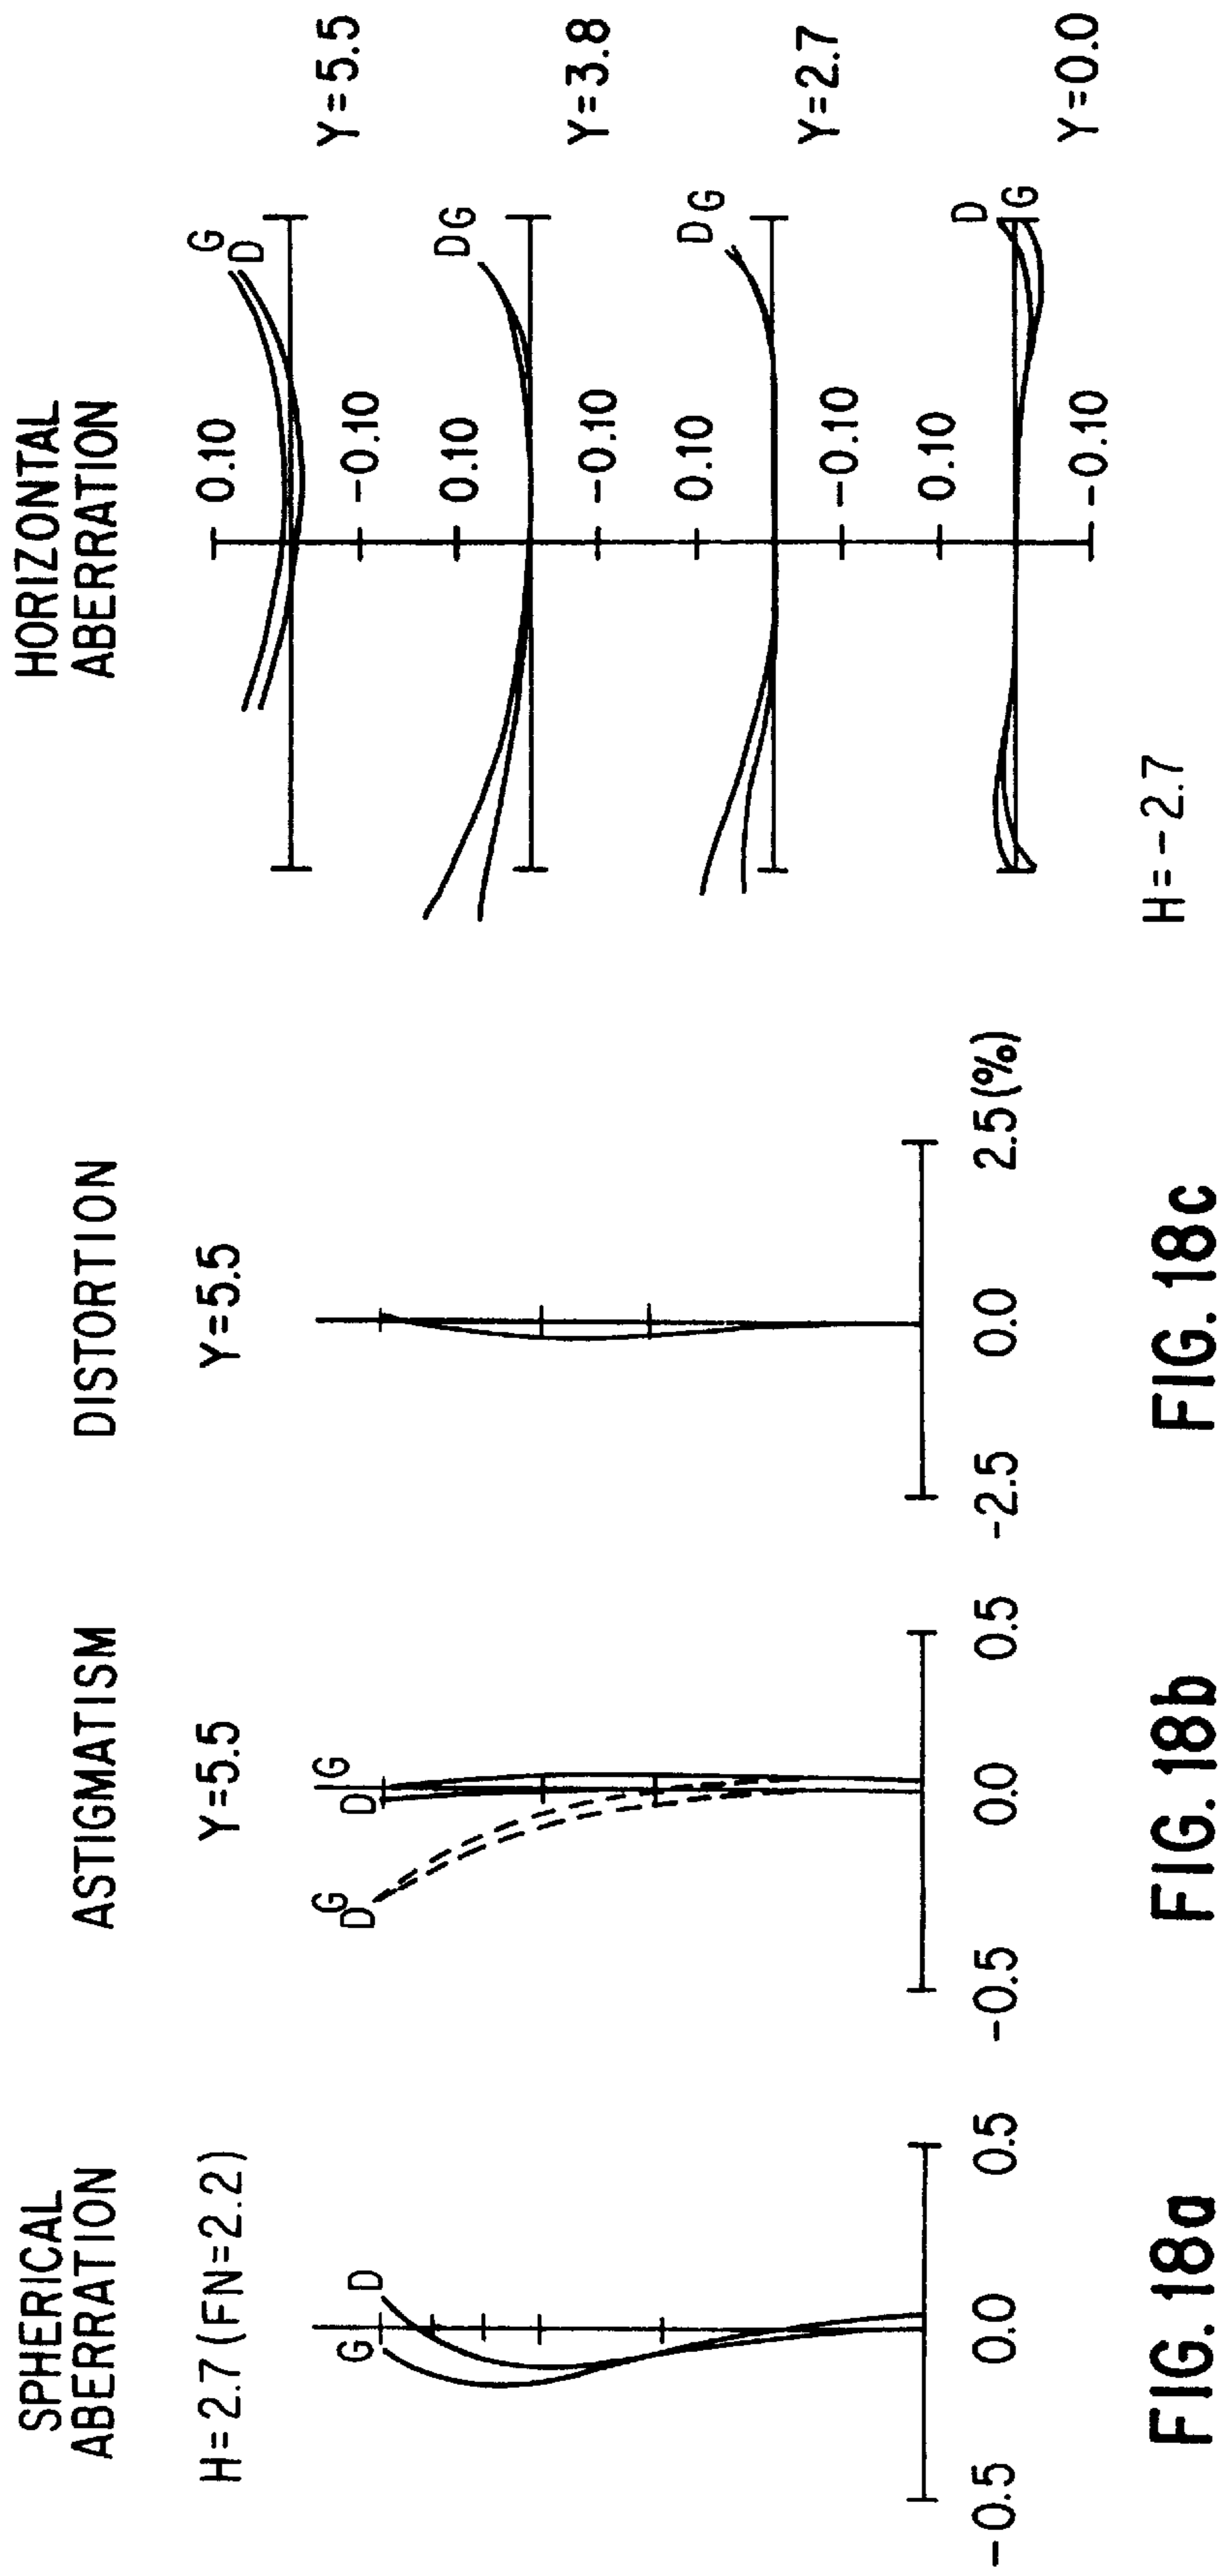 SPHERICAL
ABERRATION
H=2.7 (FN=2.2)
G
D
-0.5
0.0
0.5
FIG. 18a
ASTIGMATISM
Y=5.5
G
D
D
G
-0.5
0.0
0.5
FIG. 18b
DISTORTION
Y=5.5
-2.5
0.0
2.5 (%)
FIG. 18c
HORIZONTAL
ABERRATION
0.10
G
D
-0.10
Y=5.5
0.10
D G
-0.10
Y=3.8
0.10
D G
-0.10
Y=2.7
0.10
D
G
-0.10
Y=0.0
H=-2.7